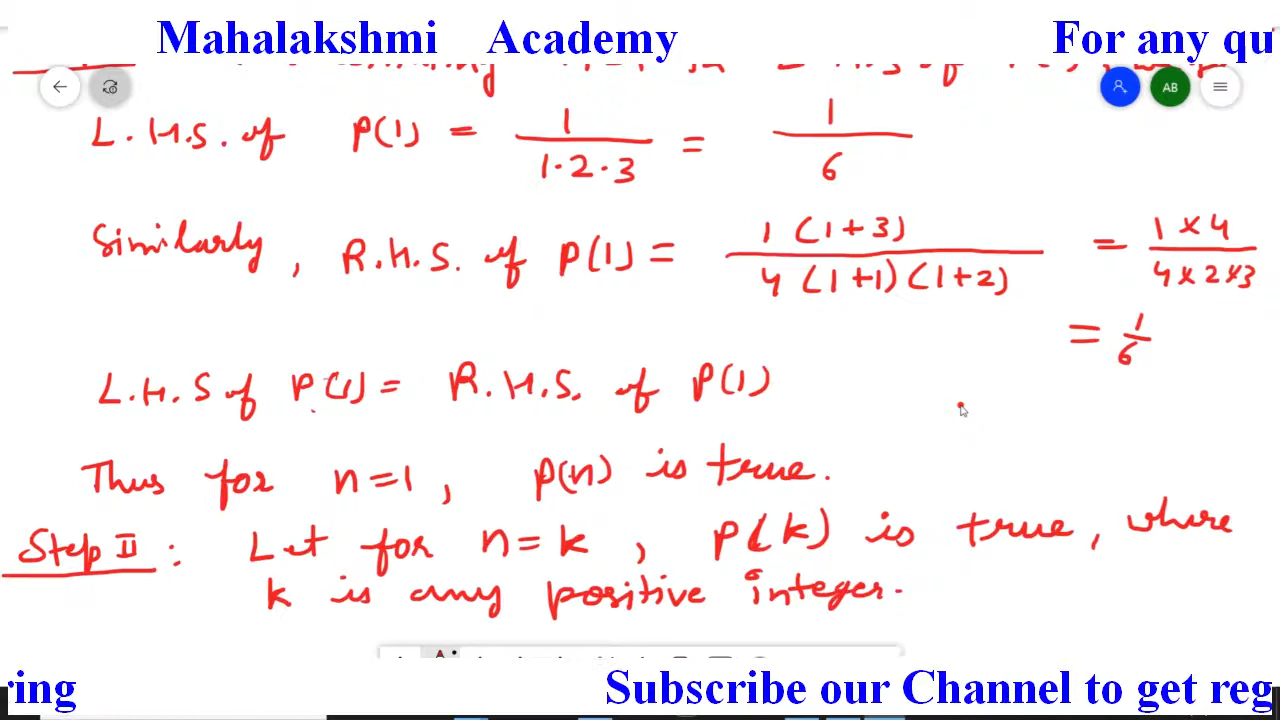 Mahalakshmi Academy For any qu
L.H.S. of P(1) = 1/(1·2·3) = 1/6
AB
Similarly, R.H.S. of P(1) = 1(1+3)/(4(1+1)(1+2)) = 1×4/(4×2×3)
= 1/6
L.H.S of P(1) = R.H.S. of P(1)
Thus for n=1, P(n) is true.
Step II : Let for n=k, P(k) is true, where
k is any positive integer.
ring Subscribe our Channel to get reg